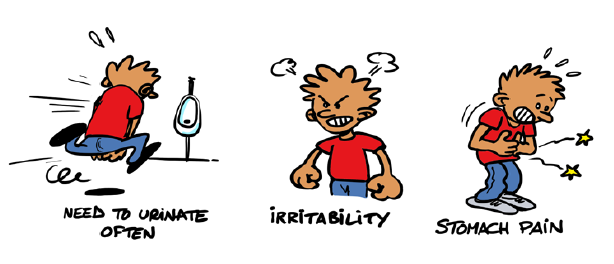 NEED TO URINATE
OFTEN
iRRiTABiLiTY
STOMACH PAIN